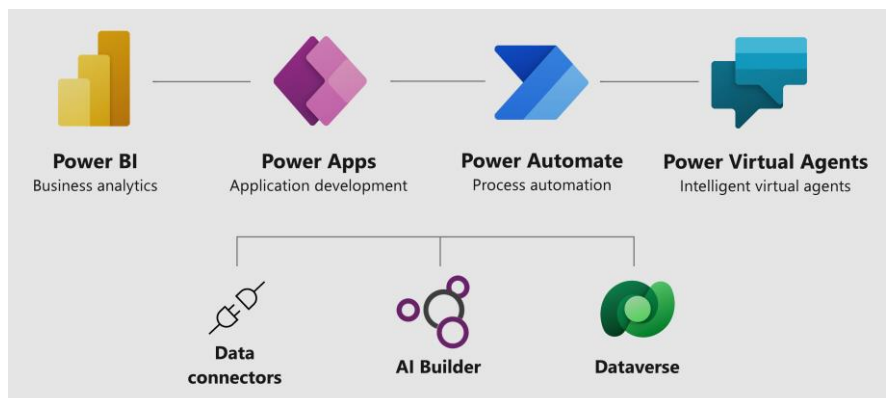 Power BI
Business analytics
Power Apps
Application development
Power Automate
Process automation
Power Virtual Agents
Intelligent virtual agents
Data
connectors
AI Builder
Dataverse